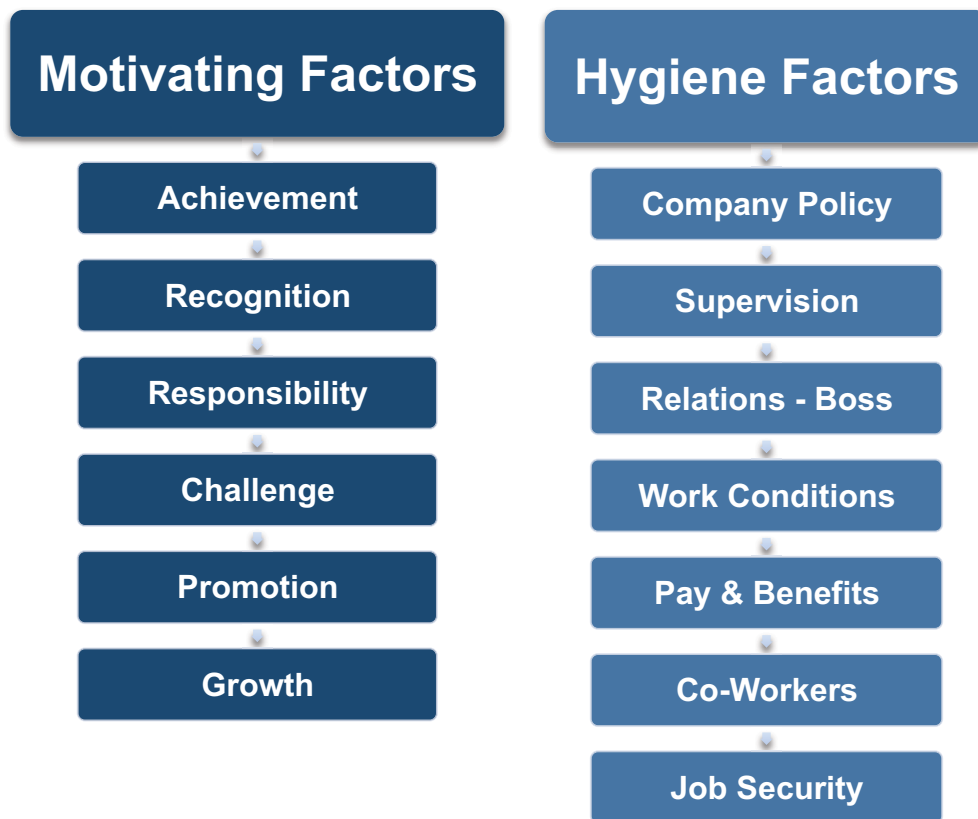 Motivating Factors
Achievement
Recognition
Responsibility
Challenge
Promotion
Growth
Hygiene Factors
Company Policy
Supervision
Relations - Boss
Work Conditions
Pay & Benefits
Co-Workers
Job Security